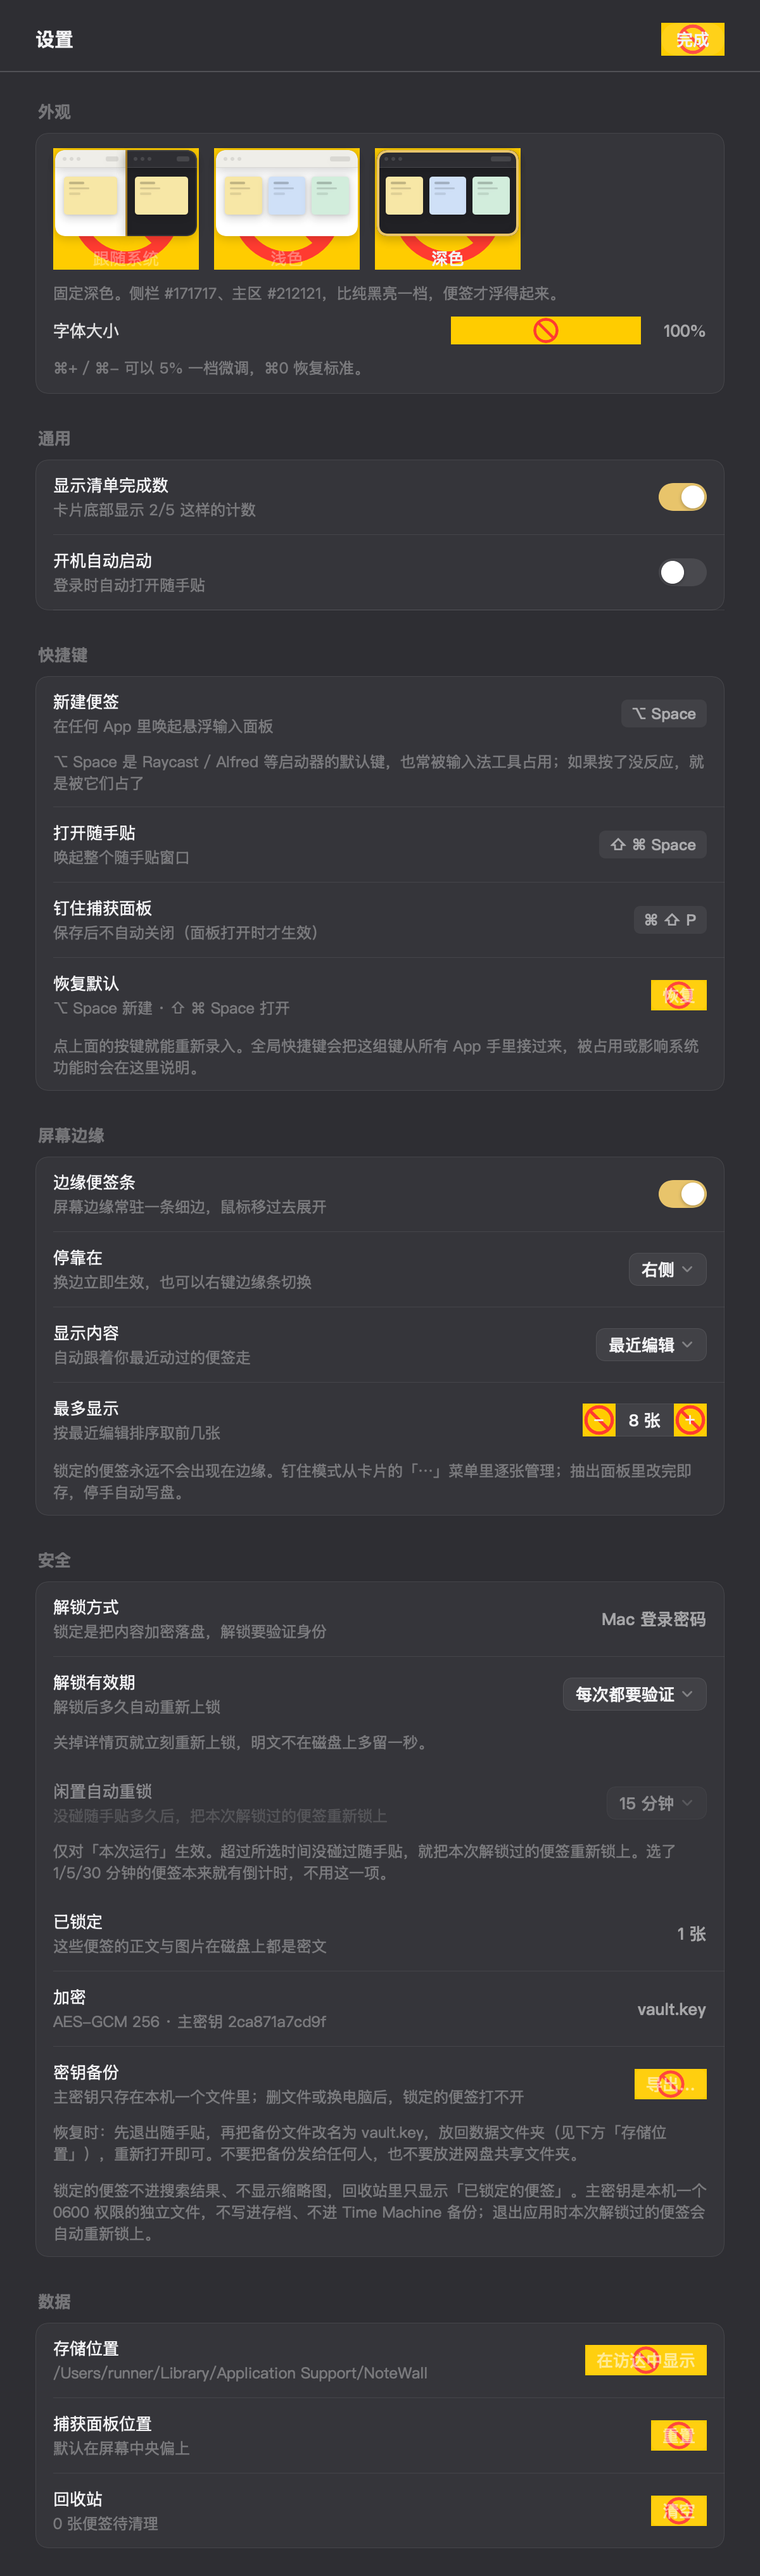 设置
完成
外观
跟随系统
浅色
深色
固定深色。侧栏 #171717、主区 #212121，比纯黑亮一档，便签才浮得起来。
字体大小
100%
⌘+ / ⌘− 可以 5% 一档微调，⌘0 恢复标准。
通用
显示清单完成数
卡片底部显示 2/5 这样的计数
开机自动启动
登录时自动打开随手贴
快捷键
新建便签
⌥ Space
在任何 App 里唤起悬浮输入面板
⌥ Space 是 Raycast / Alfred 等启动器的默认键，也常被输入法工具占用；如果按了没反应，就
是被它们占了
打开随手贴
⇧ ⌘ Space
唤起整个随手贴窗口
钉住捕获面板
⌘ ⇧ P
保存后不自动关闭（面板打开时才生效）
恢复默认
恢复
⌥ Space 新建 · ⇧ ⌘ Space 打开
点上面的按键就能重新录入。全局快捷键会把这组键从所有 App 手里接过来，被占用或影响系统
功能时会在这里说明。
屏幕边缘
边缘便签条
屏幕边缘常驻一条细边，鼠标移过去展开
停靠在
右侧
换边立即生效，也可以右键边缘条切换
显示内容
最近编辑
自动跟着你最近动过的便签走
最多显示
− 8 张 +
按最近编辑排序取前几张
锁定的便签永远不会出现在边缘。钉住模式从卡片的「…」菜单里逐张管理；抽出面板里改完即
存，停手自动写盘。
安全
解锁方式
Mac 登录密码
锁定是把内容加密落盘，解锁要验证身份
解锁有效期
每次都要验证
解锁后多久自动重新上锁
关掉详情页就立刻重新上锁，明文不在磁盘上多留一秒。
闲置自动重锁
15 分钟
没碰随手贴多久后，把本次解锁过的便签重新锁上
仅对「本次运行」生效。超过所选时间没碰过随手贴，就把本次解锁过的便签重新锁上。选了
1/5/30 分钟的便签本来就有倒计时，不用这一项。
已锁定
1 张
这些便签的正文与图片在磁盘上都是密文
加密
vault.key
AES-GCM 256 · 主密钥 2ca871a7cd9f
密钥备份
导出…
主密钥只存在本机一个文件里；删文件或换电脑后，锁定的便签打不开
恢复时：先退出随手贴，再把备份文件改名为 vault.key，放回数据文件夹（见下方「存储位
置」），重新打开即可。不要把备份发给任何人，也不要放进网盘共享文件夹。
锁定的便签不进搜索结果、不显示缩略图，回收站里只显示「已锁定的便签」。主密钥是本机一个
0600 权限的独立文件，不写进存档、不进 Time Machine 备份；退出应用时本次解锁过的便签会
自动重新锁上。
数据
存储位置
在访达中显示
/Users/runner/Library/Application Support/NoteWall
捕获面板位置
重置
默认在屏幕中央偏上
回收站
清空
0 张便签待清理